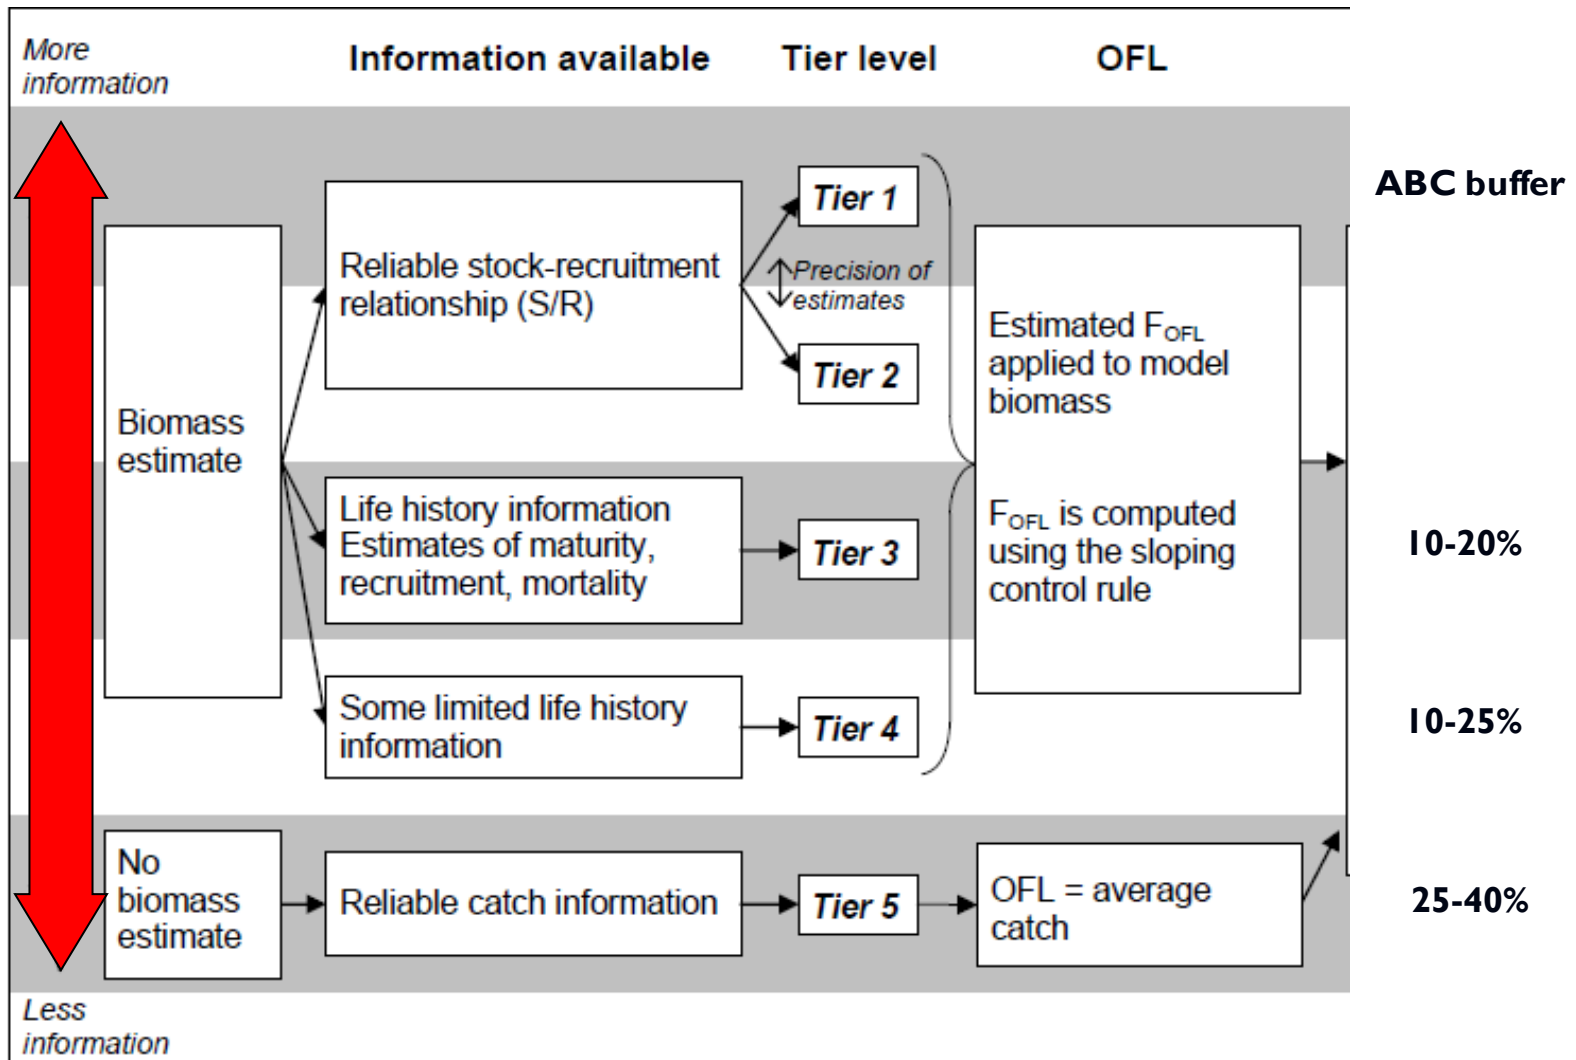 More
information
Information available
Tier level
OFL
ABC buffer
Biomass
estimate
Reliable stock-recruitment
relationship (S/R)
Tier 1
Precision of
estimates
Tier 2
Estimated FOFL
applied to model
biomass
FOFL is computed
using the sloping
control rule
Life history information
Estimates of maturity,
recruitment, mortality
Tier 3
10-20%
Some limited life history
information
Tier 4
10-25%
No
biomass
estimate
Reliable catch information
Tier 5
OFL = average
catch
25-40%
Less
information